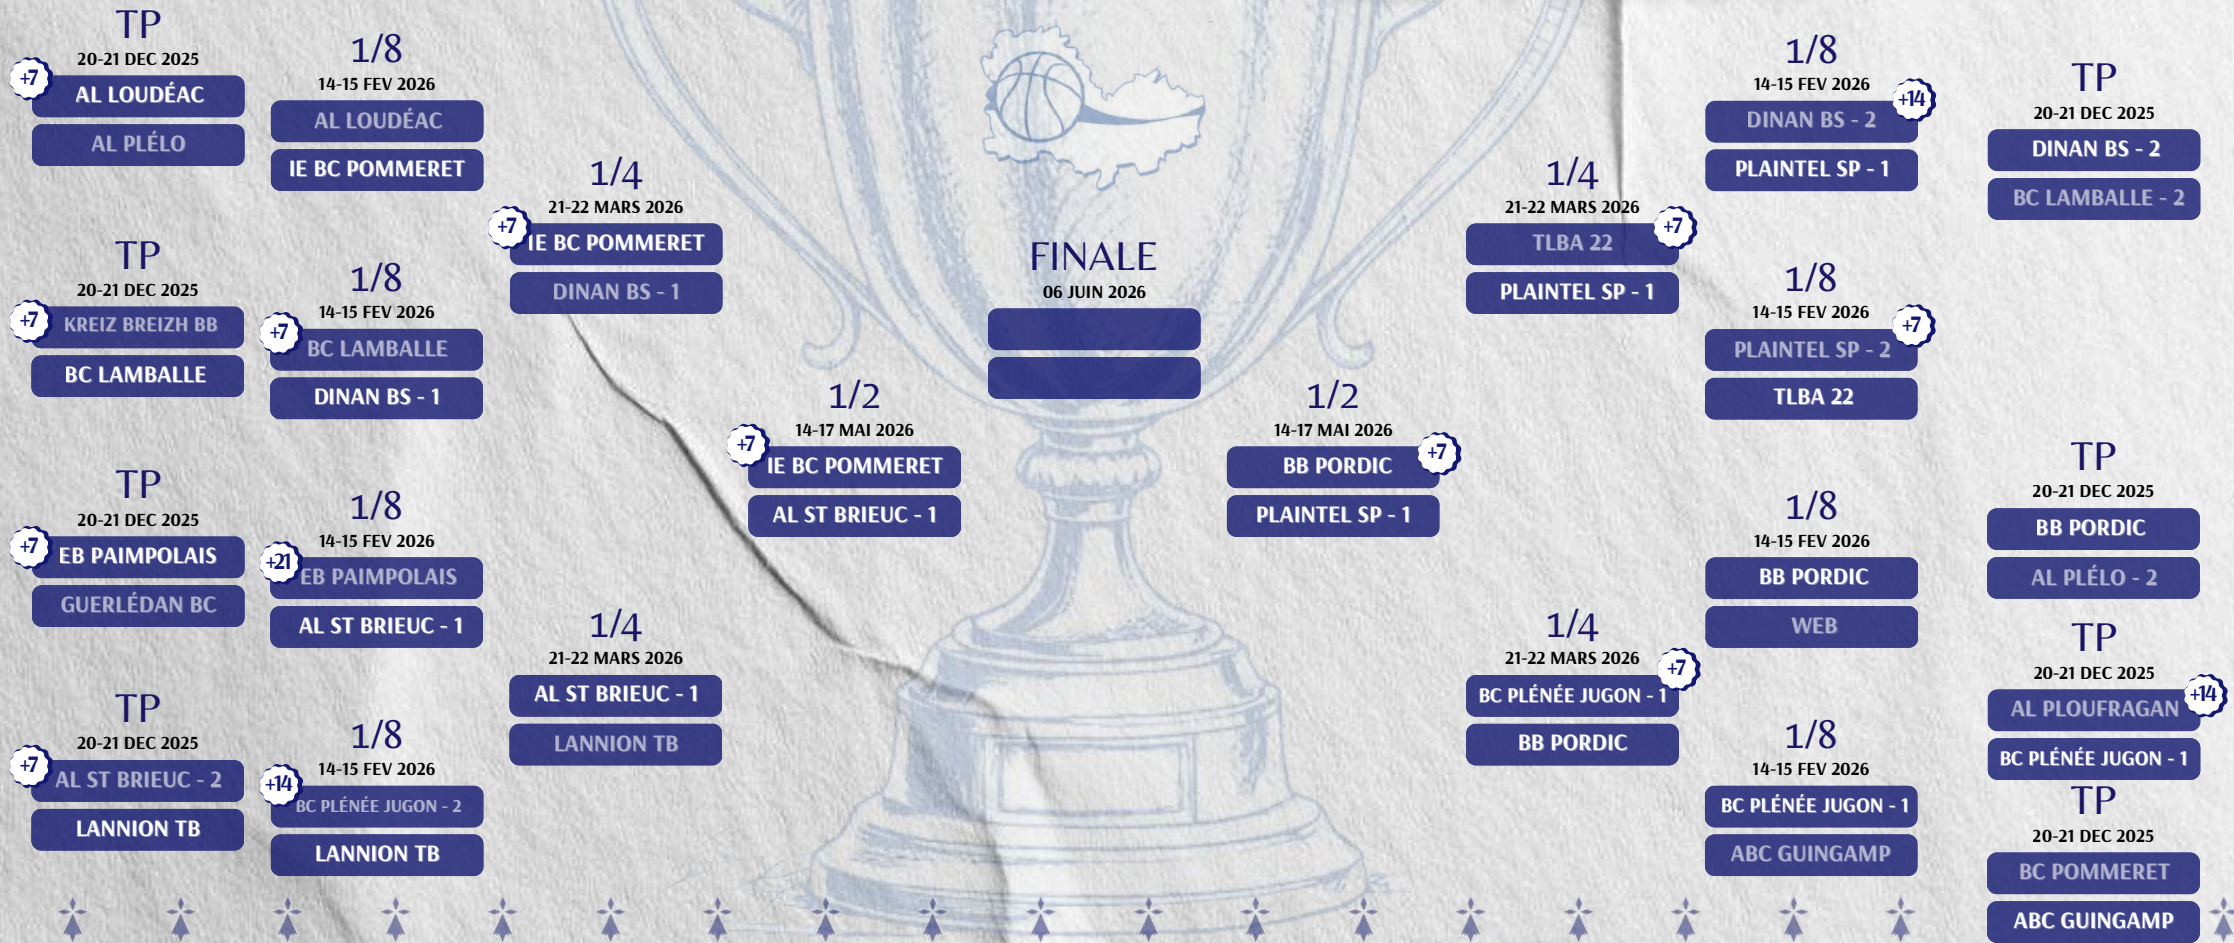 TP
20-21 DEC 2025
+7
AL LOUDÉAC
AL PLÉLO
TP
20-21 DEC 2025
+7
KREIZ BREIZH BB
BC LAMBALLE
TP
20-21 DEC 2025
+7
EB PAIMPOLAIS
GUERLÉDAN BC
TP
20-21 DEC 2025
+7
AL ST BRIEUC - 2
LANNION TB
1/8
14-15 FEV 2026
AL LOUDÉAC
IE BC POMMERET
1/8
14-15 FEV 2026
+7
BC LAMBALLE
DINAN BS - 1
1/8
14-15 FEV 2026
+21
EB PAIMPOLAIS
AL ST BRIEUC - 1
1/8
14-15 FEV 2026
+14
BC PLÉNÉE JUGON - 2
LANNION TB
1/4
21-22 MARS 2026
+7
IE BC POMMERET
DINAN BS - 1
1/4
21-22 MARS 2026
AL ST BRIEUC - 1
LANNION TB
1/2
14-17 MAI 2026
+7
IE BC POMMERET
AL ST BRIEUC - 1
FINALE
06 JUIN 2026
1/2
14-17 MAI 2026
+7
BB PORDIC
PLAINTEL SP - 1
1/4
21-22 MARS 2026
+7
TLBA 22
PLAINTEL SP - 1
1/4
21-22 MARS 2026
+7
BC PLÉNÉE JUGON - 1
BB PORDIC
1/8
14-15 FEV 2026
+14
DINAN BS - 2
PLAINTEL SP - 1
1/8
14-15 FEV 2026
+7
PLAINTEL SP - 2
TLBA 22
1/8
14-15 FEV 2026
BB PORDIC
WEB
1/8
14-15 FEV 2026
BC PLÉNÉE JUGON - 1
ABC GUINGAMP
TP
20-21 DEC 2025
DINAN BS - 2
BC LAMBALLE - 2
TP
20-21 DEC 2025
BB PORDIC
AL PLÉLO - 2
TP
20-21 DEC 2025
+14
AL PLOUFRAGAN
BC PLÉNÉE JUGON - 1
TP
20-21 DEC 2025
BC POMMERET
ABC GUINGAMP